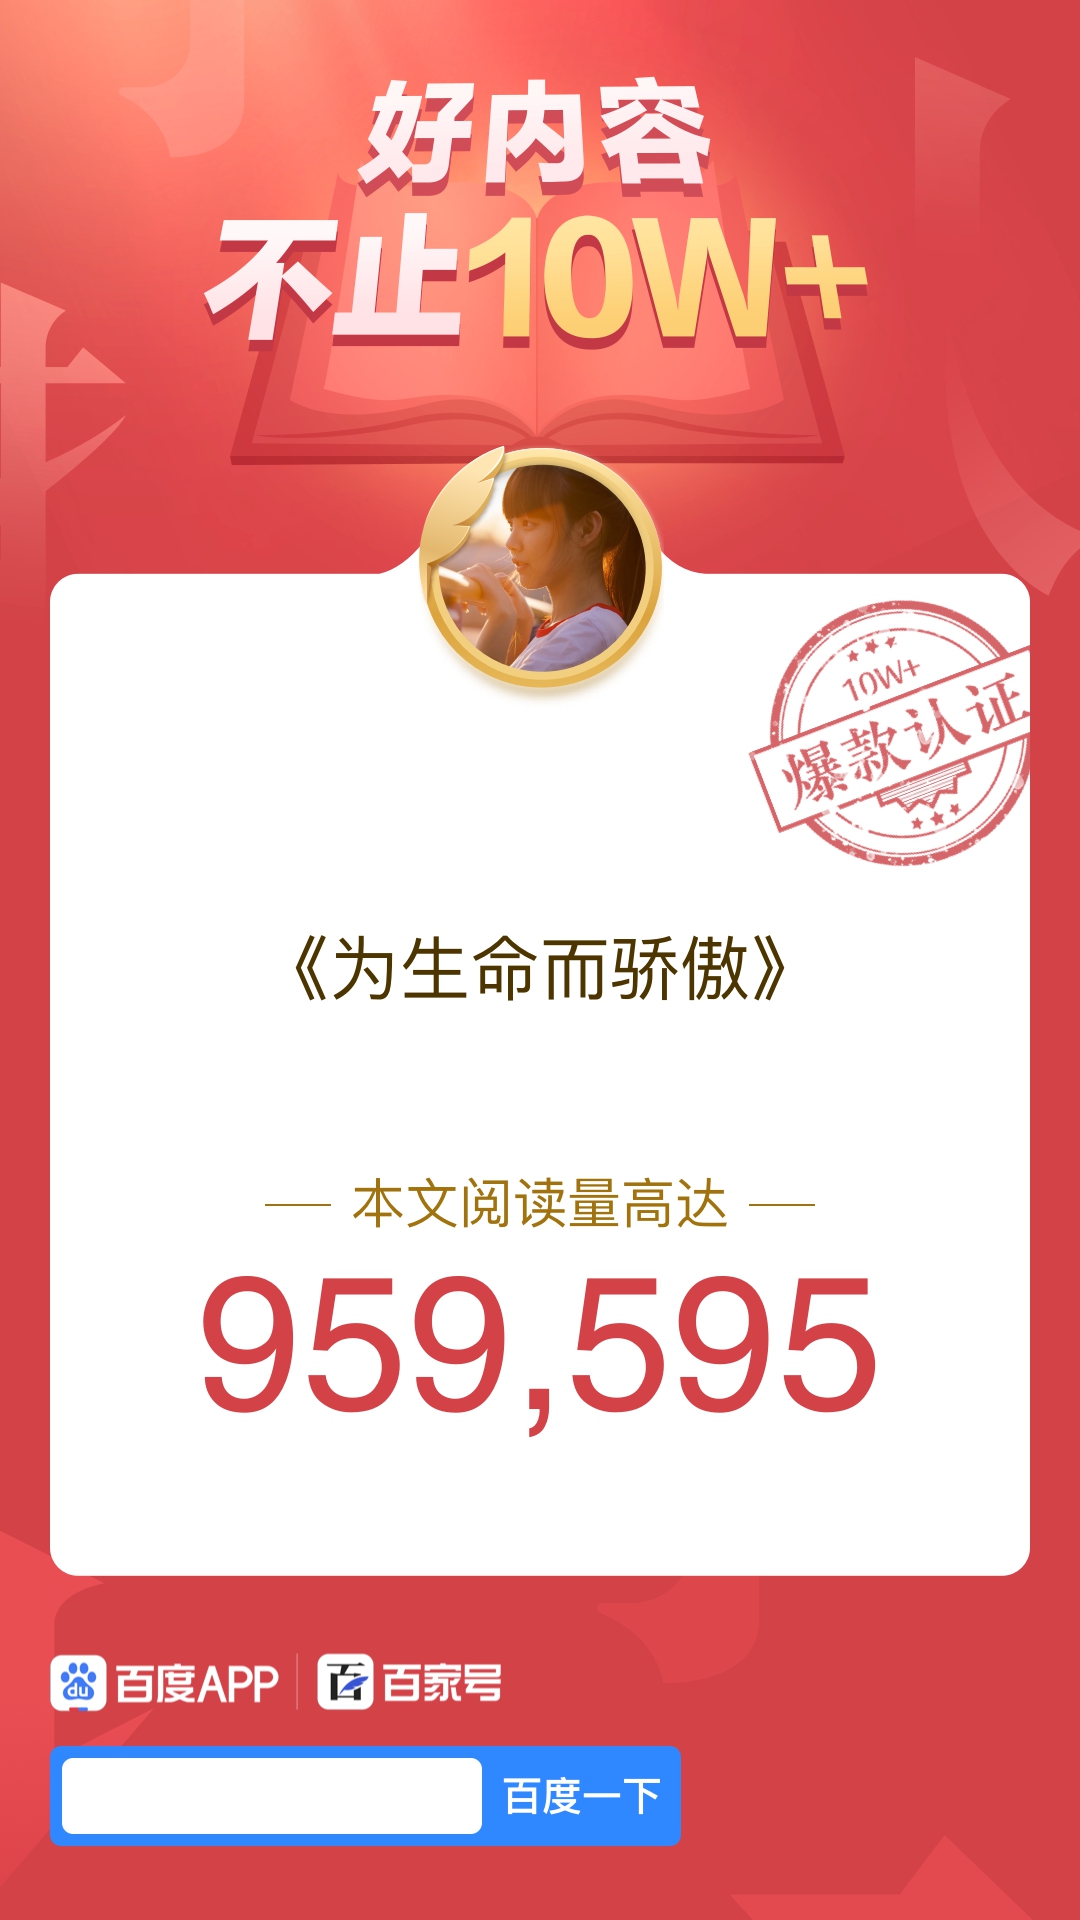 好内容
不止10W+
10W+
爆款认证
《为生命而骄傲》
本文阅读量高达
959,595
du 百度APP 百 百家号
百度一下